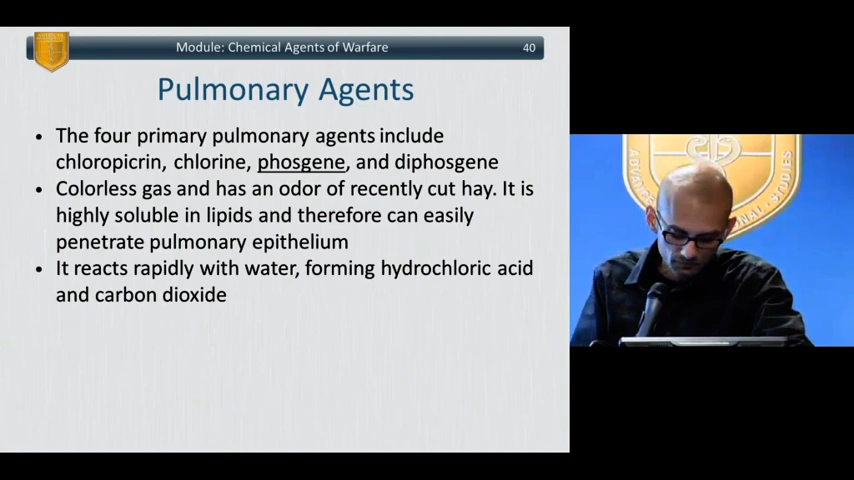 Module: Chemical Agents of Warfare 40
Pulmonary Agents
• The four primary pulmonary agents include
chloropicrin, chlorine, phosgene, and diphosgene
• Colorless gas and has an odor of recently cut hay. It is
highly soluble in lipids and therefore can easily
penetrate pulmonary epithelium
• It reacts rapidly with water, forming hydrochloric acid
and carbon dioxide